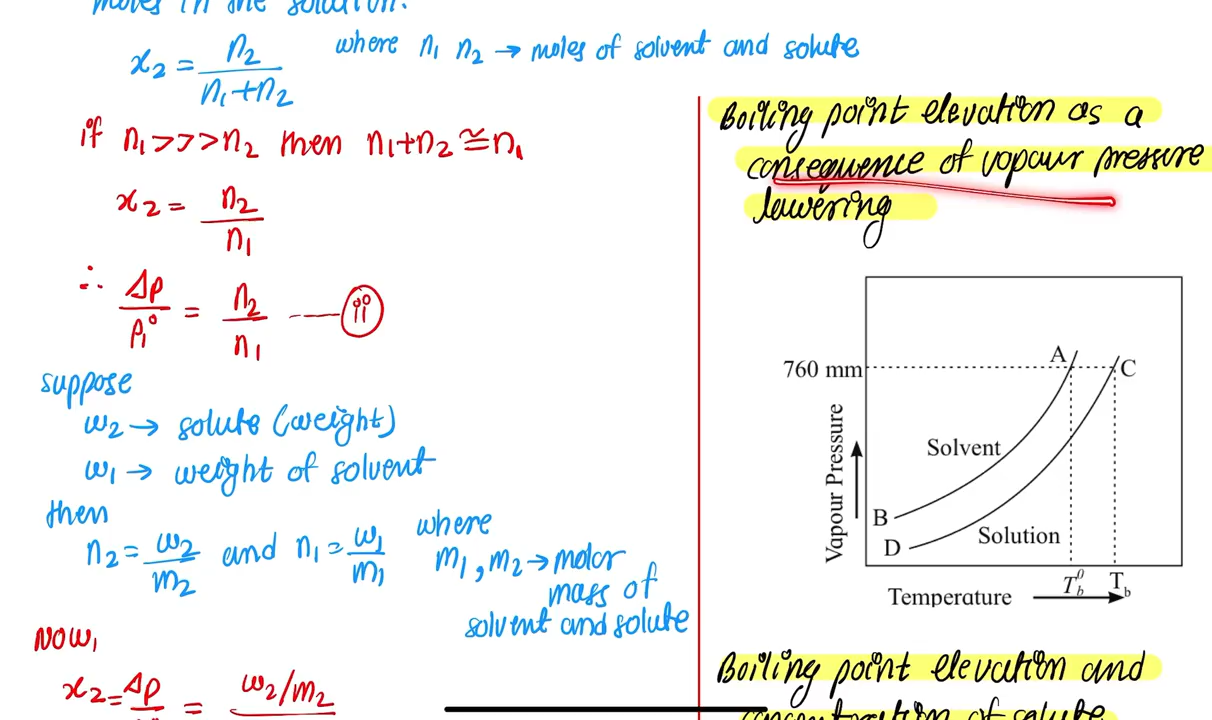 moles in the solution.
x₂ = n₂ / n₁+n₂ where n₁ n₂ → moles of solvent and solute
if n₁>>>n₂ then n₁+n₂ ≅ n₁
x₂ = n₂ / n₁
∴ Δp / p₁° = n₂ / n₁ —— ii
suppose
w₂ → solute (weight)
w₁ → weight of solvent
then
n₂ = w₂ / m₂ and n₁ = w₁ / m₁ where
m₁, m₂ → molar
mass of
solvent and solute
Now,
x₂ = Δp = w₂/m₂
Boiling point elevation as a
consequence of vapour pressure
lowering
760 mm
A
C
Solvent
Vapour Pressure
B
D
Solution
T⁰b Tb
Temperature
Boiling point elevation and
concentration of solute